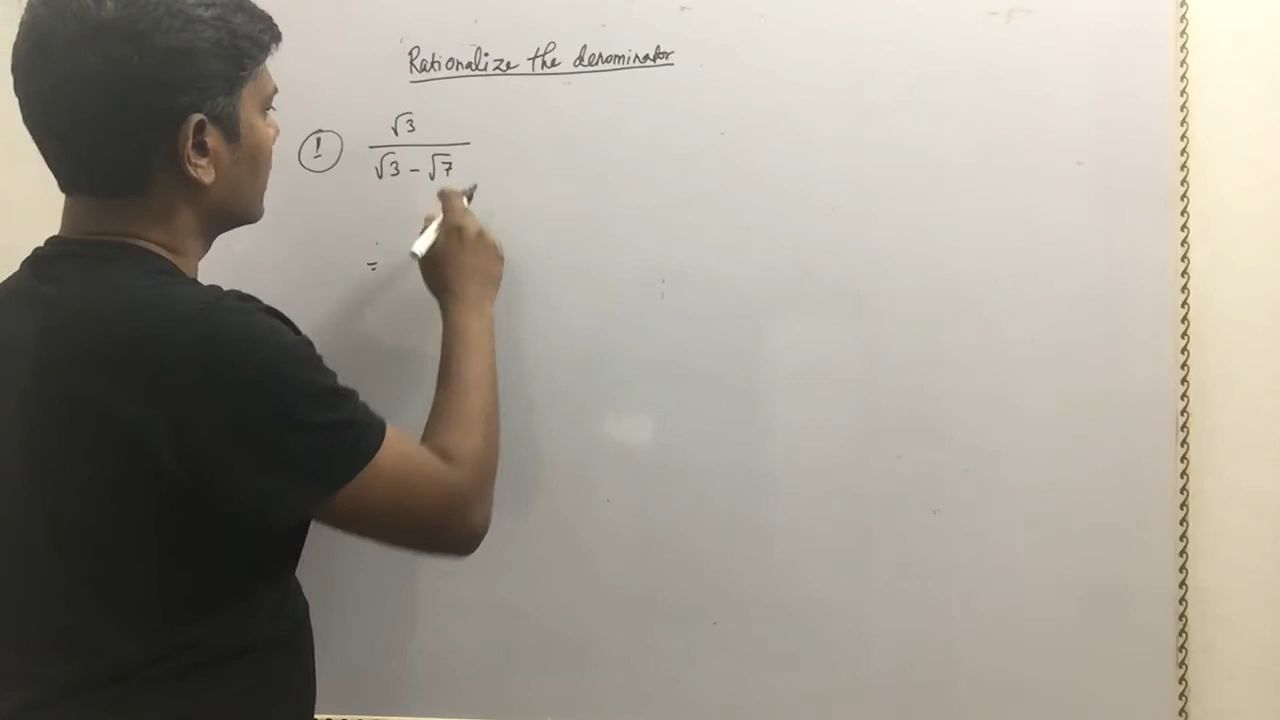 Rationalize the denominator
1 √3
√3 - √7
=